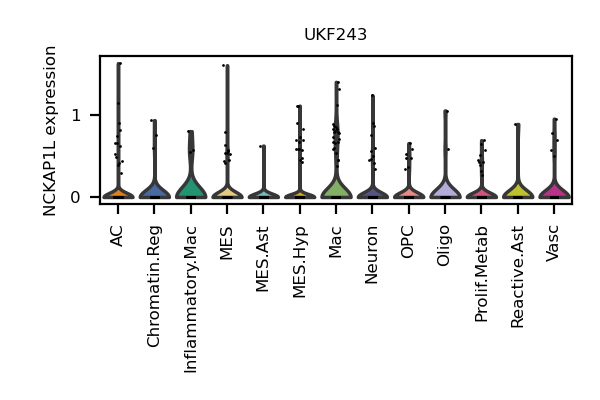 UKF243
NCKAP1L expression
1
0
AC
Chromatin.Reg
Inflammatory.Mac
MES
MES.Ast
MES.Hyp
Mac
Neuron
OPC
Oligo
Prolif.Metab
Reactive.Ast
Vasc